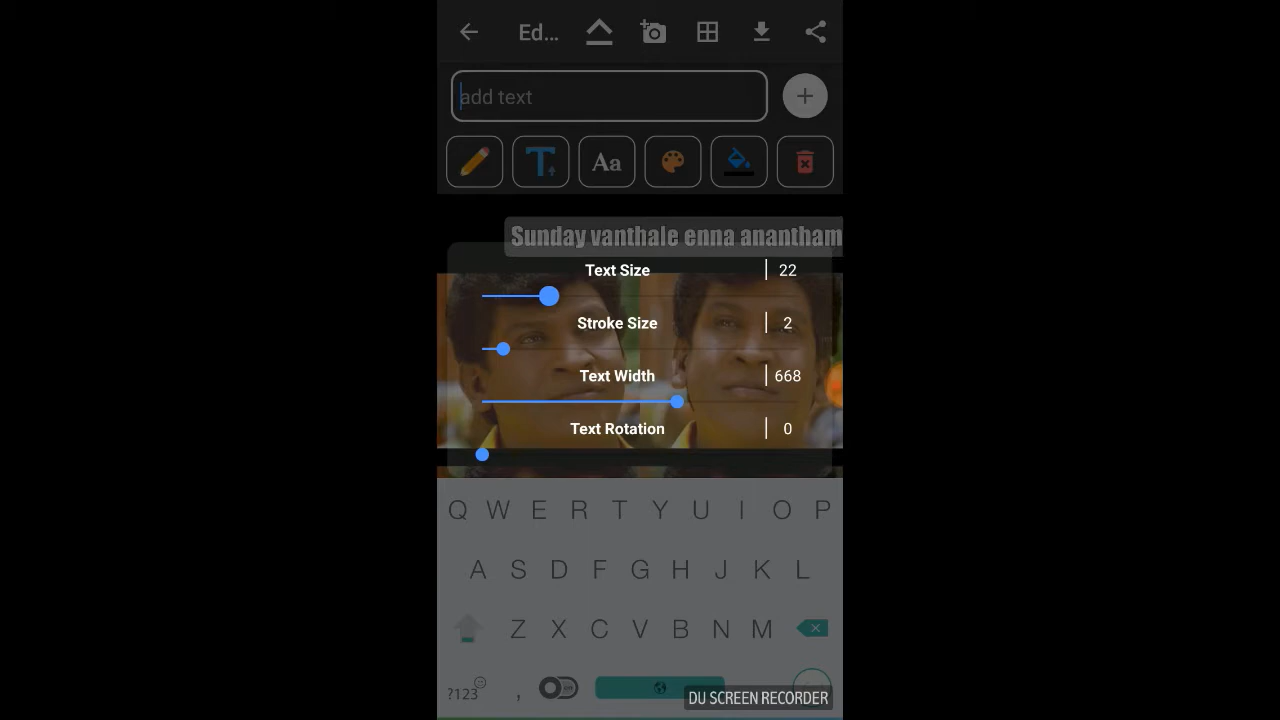 Ed...
add text
Aa
Sunday vanthale enna anantham
Text Size 22
Stroke Size 2
Text Width 668
Text Rotation 0
Q W E R T Y U I O P
A S D F G H J K L
Z X C V B N M
?123 ,
DU SCREEN RECORDER